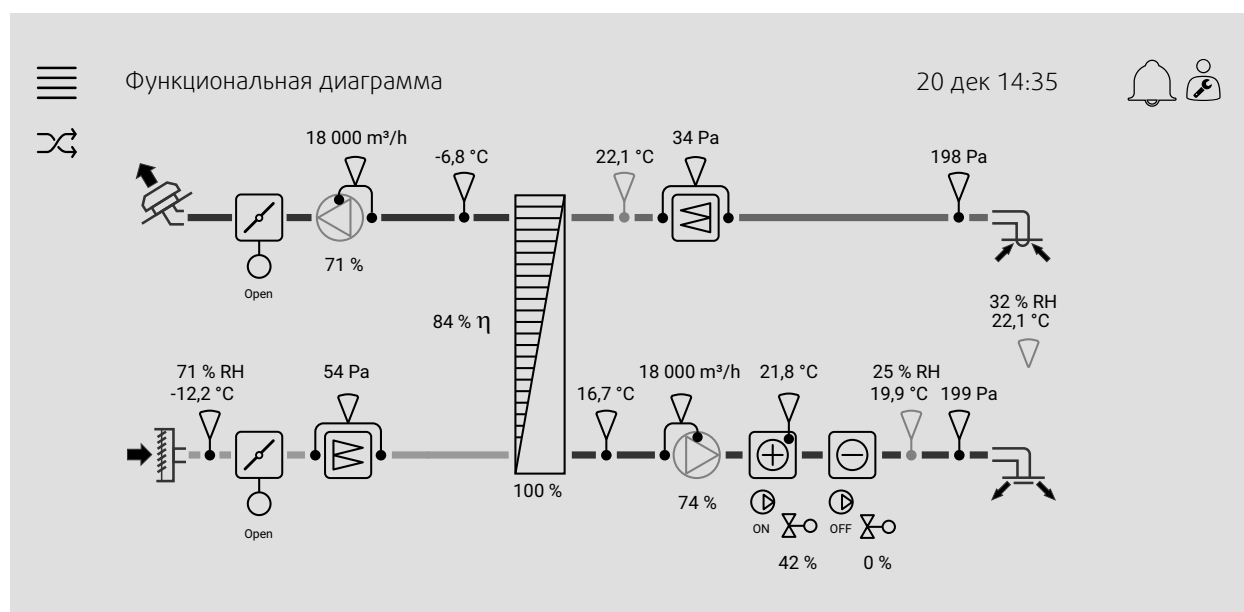 Функциональная диаграмма
20 дек 14:35
18 000 m³/h
-6,8 °C
22,1 °C
34 Pa
198 Pa
71 %
Open
84 % η
32 % RH
22,1 °C
71 % RH
-12,2 °C
54 Pa
16,7 °C
18 000 m³/h
21,8 °C
25 % RH
19,9 °C
199 Pa
Open
100 %
74 %
ON
OFF
42 %
0 %